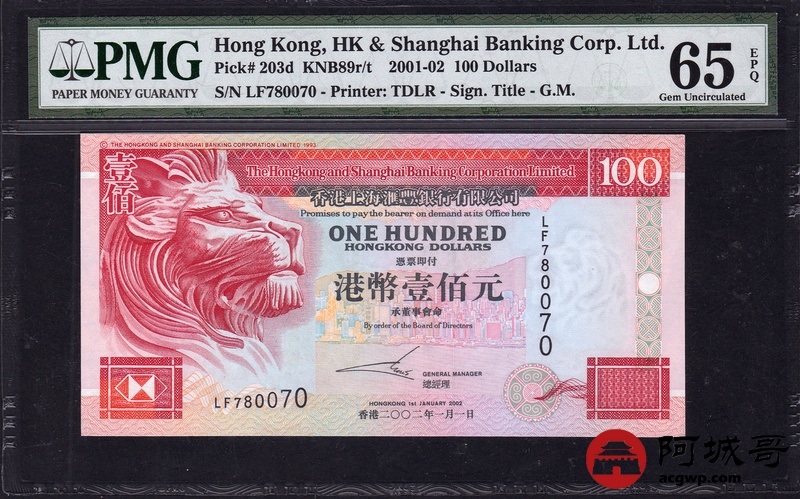 PMG
PAPER MONEY GUARANTY
Hong Kong, HK & Shanghai Banking Corp. Ltd.
Pick# 203d KNB89r/t 2001-02 100 Dollars
S/N LF780070 - Printer: TDLR - Sign. Title - G.M.
65
EPQ
Gem Uncirculated
© THE HONGKONG AND SHANGHAI BANKING CORPORATION LIMITED 1993
壹佰
The Hongkong and Shanghai Banking Corporation Limited
100
香港上海滙豐銀行有限公司
Promises to pay the bearer on demand at its Office here
ONE HUNDRED
HONGKONG DOLLARS
憑票即付
港幣壹佰元
承董事會命
By order of the Board of Directors
GENERAL MANAGER
總經理
HONGKONG 1st JANUARY 2002
香港二〇〇二年一月一日
LF780070
LF780070
阿城哥
acgwp.com